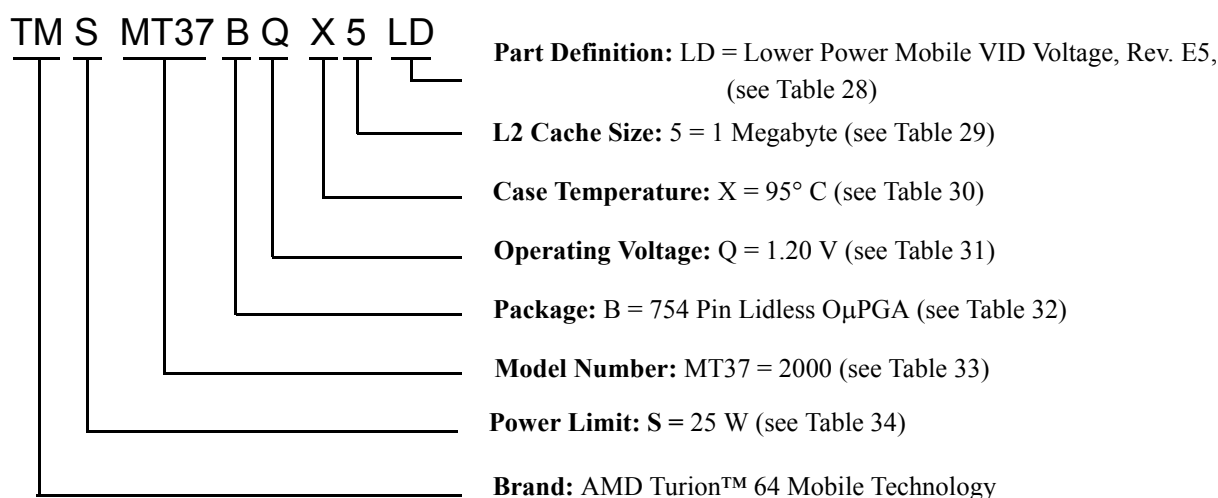 TM S MT37 B Q X 5 LD
Part Definition: LD = Lower Power Mobile VID Voltage, Rev. E5,
(see Table 28)
L2 Cache Size: 5 = 1 Megabyte (see Table 29)
Case Temperature: X = 95° C (see Table 30)
Operating Voltage: Q = 1.20 V (see Table 31)
Package: B = 754 Pin Lidless OμPGA (see Table 32)
Model Number: MT37 = 2000 (see Table 33)
Power Limit: S = 25 W (see Table 34)
Brand: AMD Turion™ 64 Mobile Technology